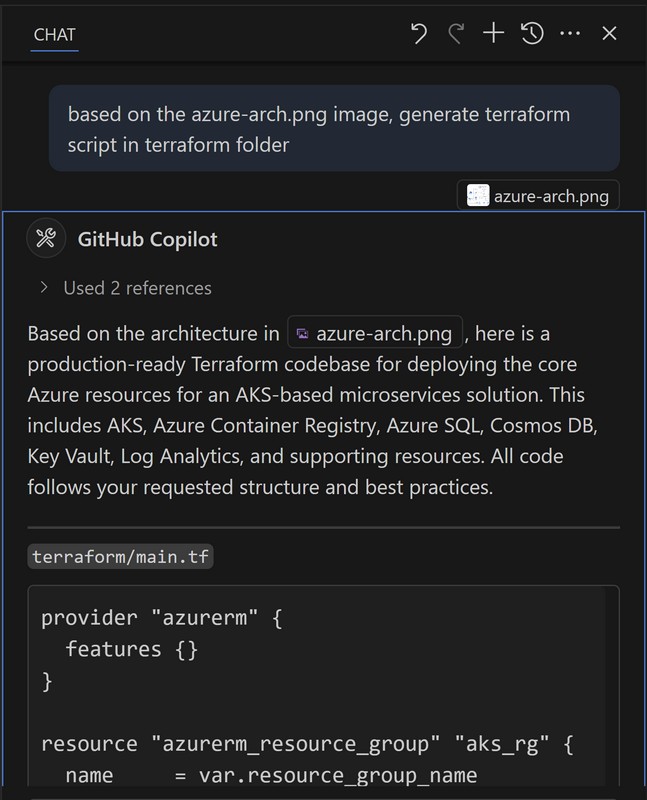 CHAT
based on the azure-arch.png image, generate terraform
script in terraform folder
azure-arch.png
GitHub Copilot
Used 2 references
Based on the architecture in azure-arch.png , here is a
production-ready Terraform codebase for deploying the core
Azure resources for an AKS-based microservices solution. This
includes AKS, Azure Container Registry, Azure SQL, Cosmos DB,
Key Vault, Log Analytics, and supporting resources. All code
follows your requested structure and best practices.
terraform/main.tf
provider "azurerm" {
  features {}
}
resource "azurerm_resource_group" "aks_rg" {
  name     = var.resource_group_name